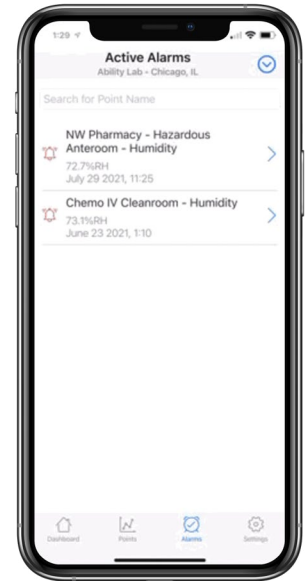 1:29
Active Alarms
Ability Lab - Chicago, IL
Search for Point Name
NW Pharmacy - Hazardous
Anteroom - Humidity
72.7%RH
July 29 2021, 11:25
Chemo IV Cleanroom - Humidity
73.1%RH
June 23 2021, 1:10
Dashboard Points Alarms Settings